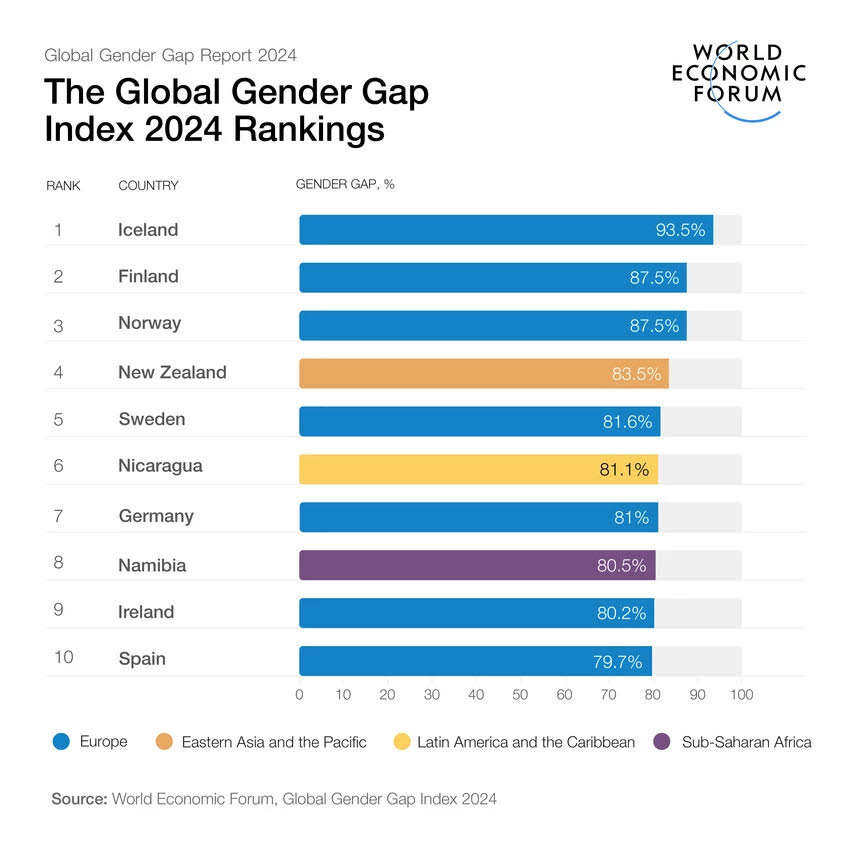 Global Gender Gap Report 2024
The Global Gender Gap
Index 2024 Rankings
WORLD
ECONOMIC
FORUM
RANK COUNTRY GENDER GAP, %
1 Iceland 93.5%
2 Finland 87.5%
3 Norway 87.5%
4 New Zealand 83.5%
5 Sweden 81.6%
6 Nicaragua 81.1%
7 Germany 81%
8 Namibia 80.5%
9 Ireland 80.2%
10 Spain 79.7%
0 10 20 30 40 50 60 70 80 90 100
Europe Eastern Asia and the Pacific Latin America and the Caribbean Sub-Saharan Africa
Source: World Economic Forum, Global Gender Gap Index 2024